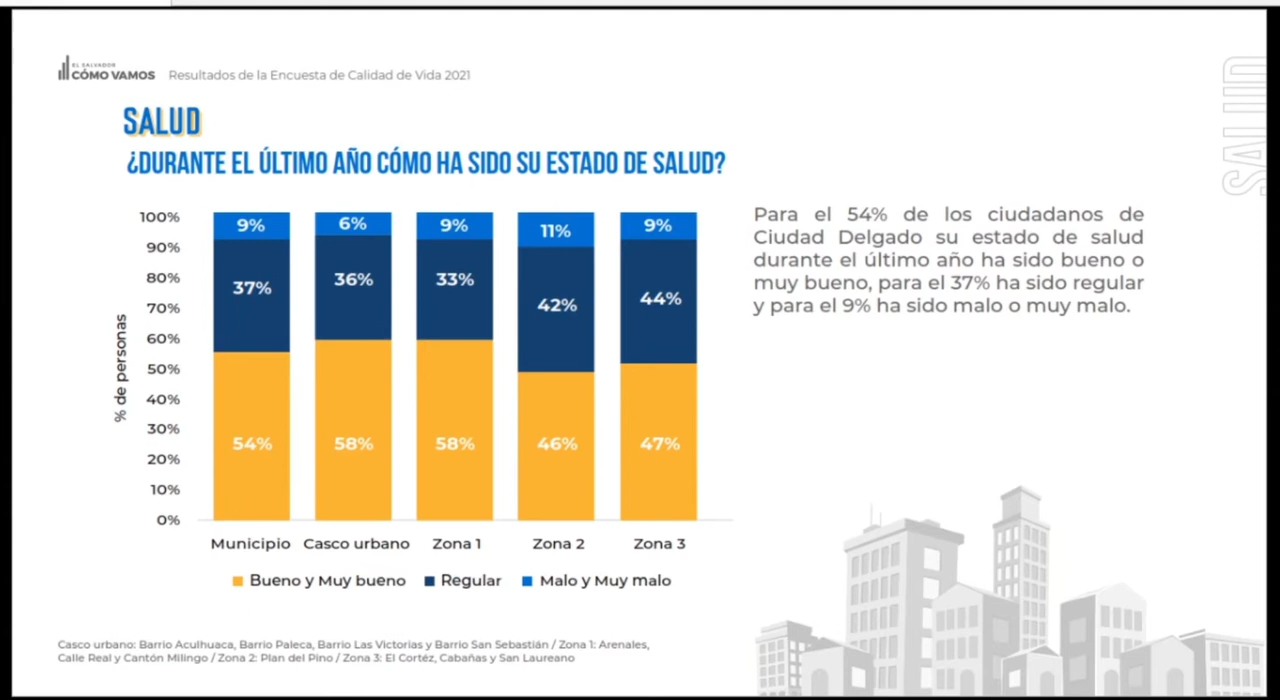 EL SALVADOR
CÓMO VAMOS
Resultados de la Encuesta de Calidad de Vida 2021
SALUD
SALUD
¿DURANTE EL ÚLTIMO AÑO CÓMO HA SIDO SU ESTADO DE SALUD?
Para el 54% de los ciudadanos de
Ciudad Delgado su estado de salud
durante el último año ha sido bueno o
muy bueno, para el 37% ha sido regular
y para el 9% ha sido malo o muy malo.
% de personas
100%
90%
80%
70%
60%
50%
40%
30%
20%
10%
0%
9% 6% 9% 11% 9%
37% 36% 33% 42% 44%
54% 58% 58% 46% 47%
Municipio Casco urbano Zona 1 Zona 2 Zona 3
Bueno y Muy bueno Regular Malo y Muy malo
Casco urbano: Barrio Aculhuaca, Barrio Paleca, Barrio Las Victorias y Barrio San Sebastián / Zona 1: Arenales,
Calle Real y Cantón Milingo / Zona 2: Plan del Pino / Zona 3: El Cortéz, Cabañas y San Laureano